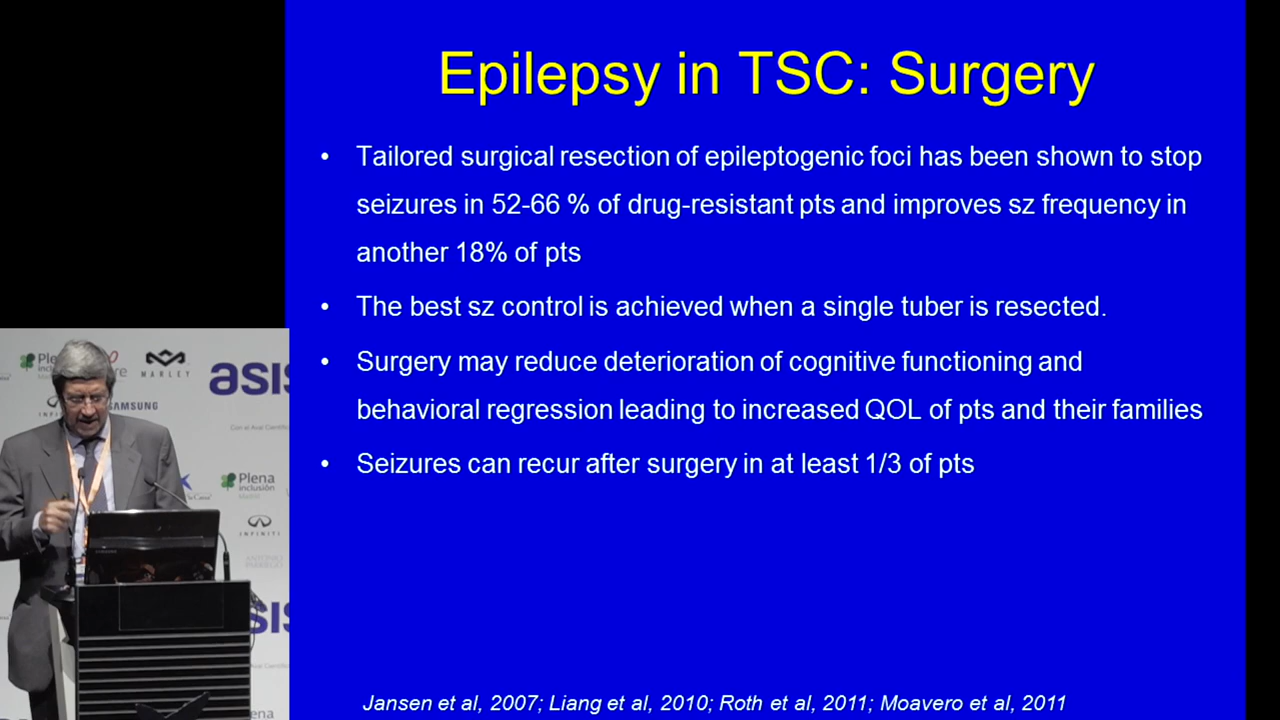 Epilepsy in TSC: Surgery
• Tailored surgical resection of epileptogenic foci has been shown to stop
seizures in 52-66 % of drug-resistant pts and improves sz frequency in
another 18% of pts
• The best sz control is achieved when a single tuber is resected.
• Surgery may reduce deterioration of cognitive functioning and
behavioral regression leading to increased QOL of pts and their families
• Seizures can recur after surgery in at least 1/3 of pts
Jansen et al, 2007; Liang et al, 2010; Roth et al, 2011; Moavero et al, 2011
MARLEY
SAMSUNG
Con el Aval
Plena
inclusión
Madrid
INFINITI